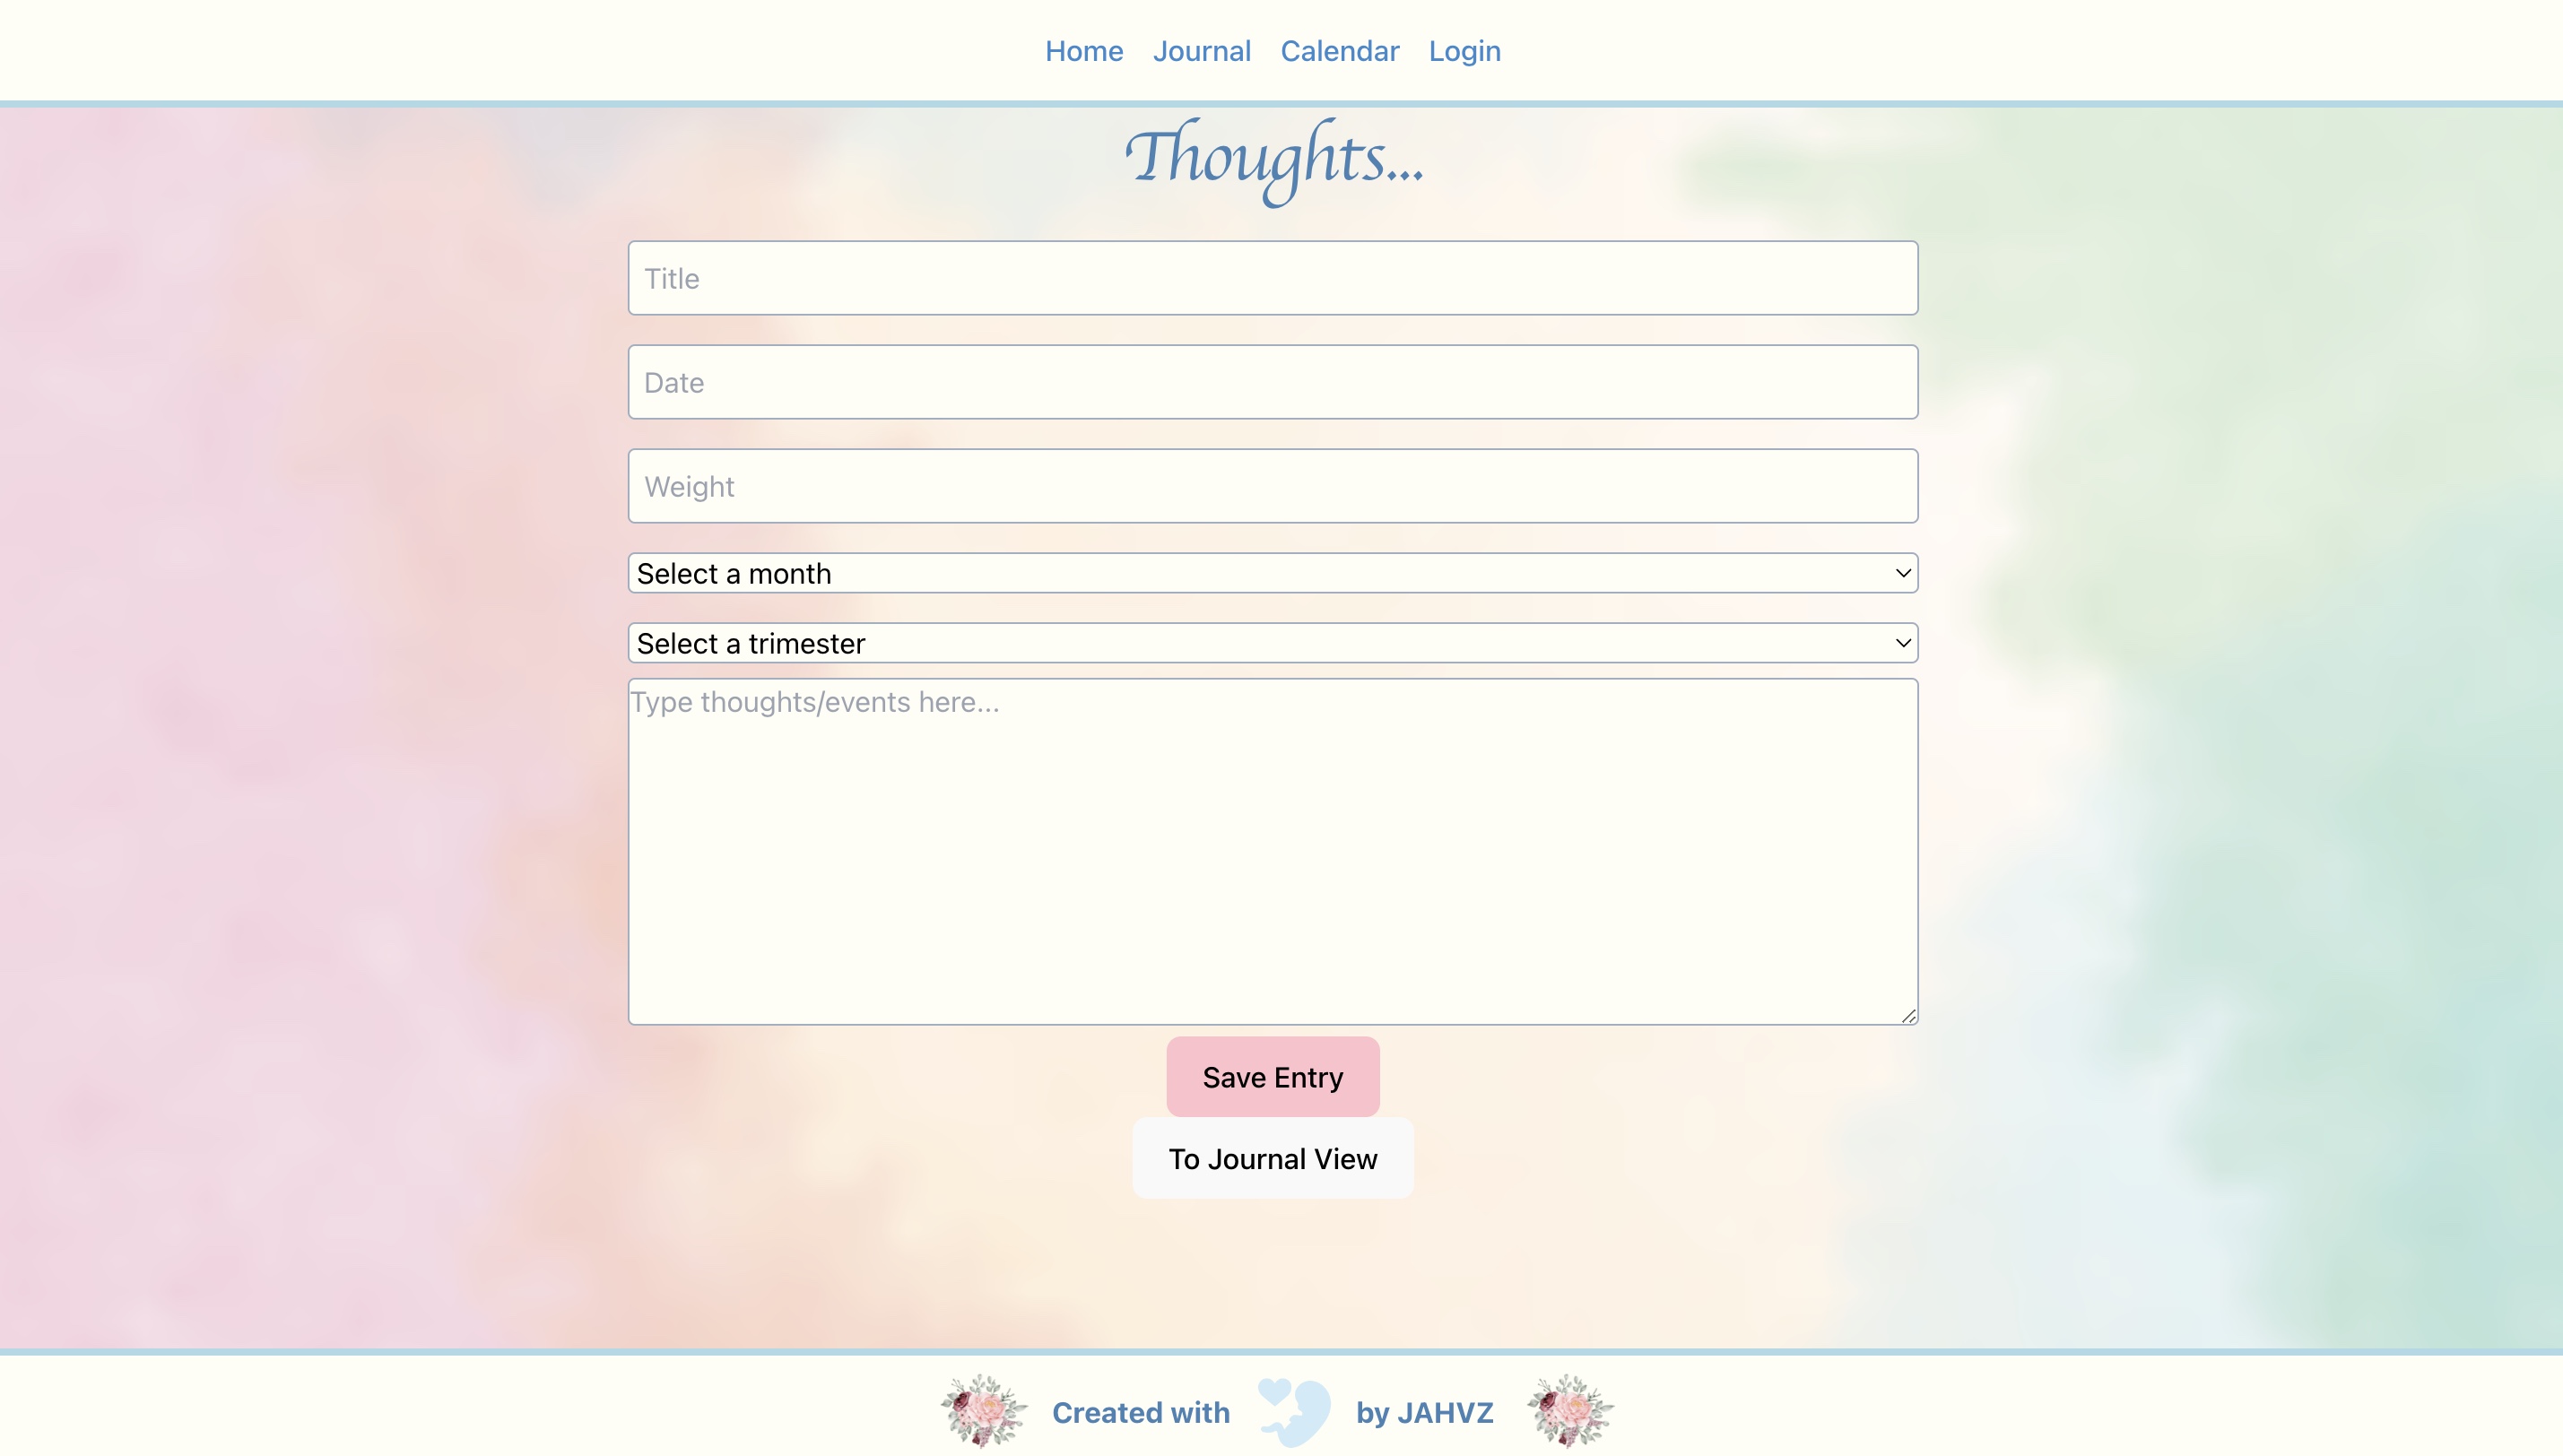 Home Journal Calendar Login
Thoughts...
Title
Date
Weight
Select a month
Select a trimester
Type thoughts/events here...
Save Entry
To Journal View
Created with by JAHVZ